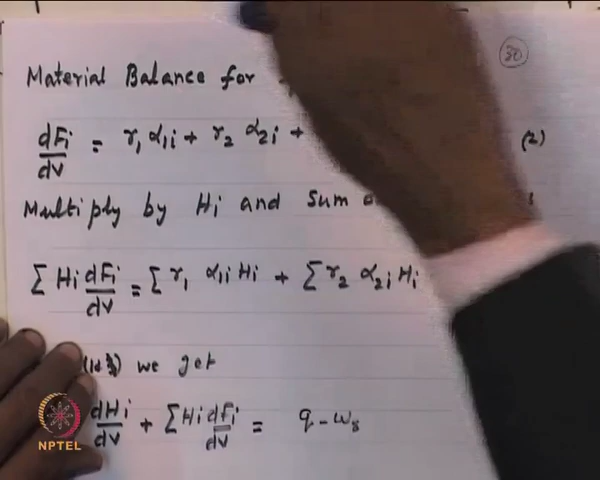 30
Material Balance for
dFi/dv = r1 α1i + r2 α2i + (2)
Multiply by Hi and Sum
Σ Hi dFi/dv = Σ r1 α1i Hi + Σ r2 α2i Hi
we get
dHi/dv + Σ Hi dFi/dv = q - ws
NPTEL